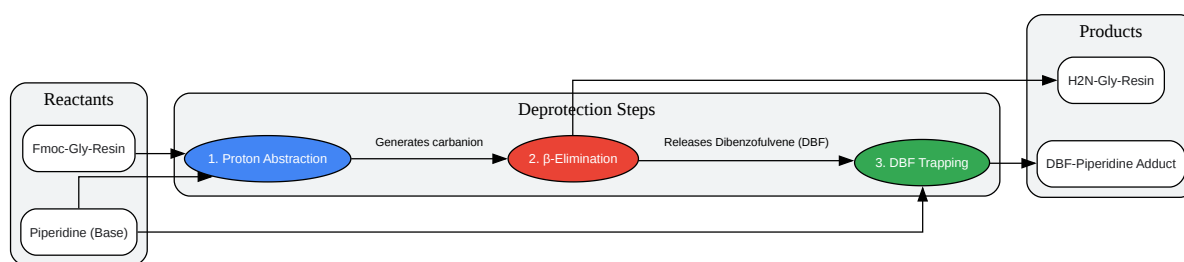 Reactants
Fmoc-Gly-Resin
Piperidine (Base)
Deprotection Steps
1. Proton Abstraction
Generates carbanion
2. β-Elimination
Releases Dibenzofulvene (DBF)
3. DBF Trapping
Products
H2N-Gly-Resin
DBF-Piperidine Adduct